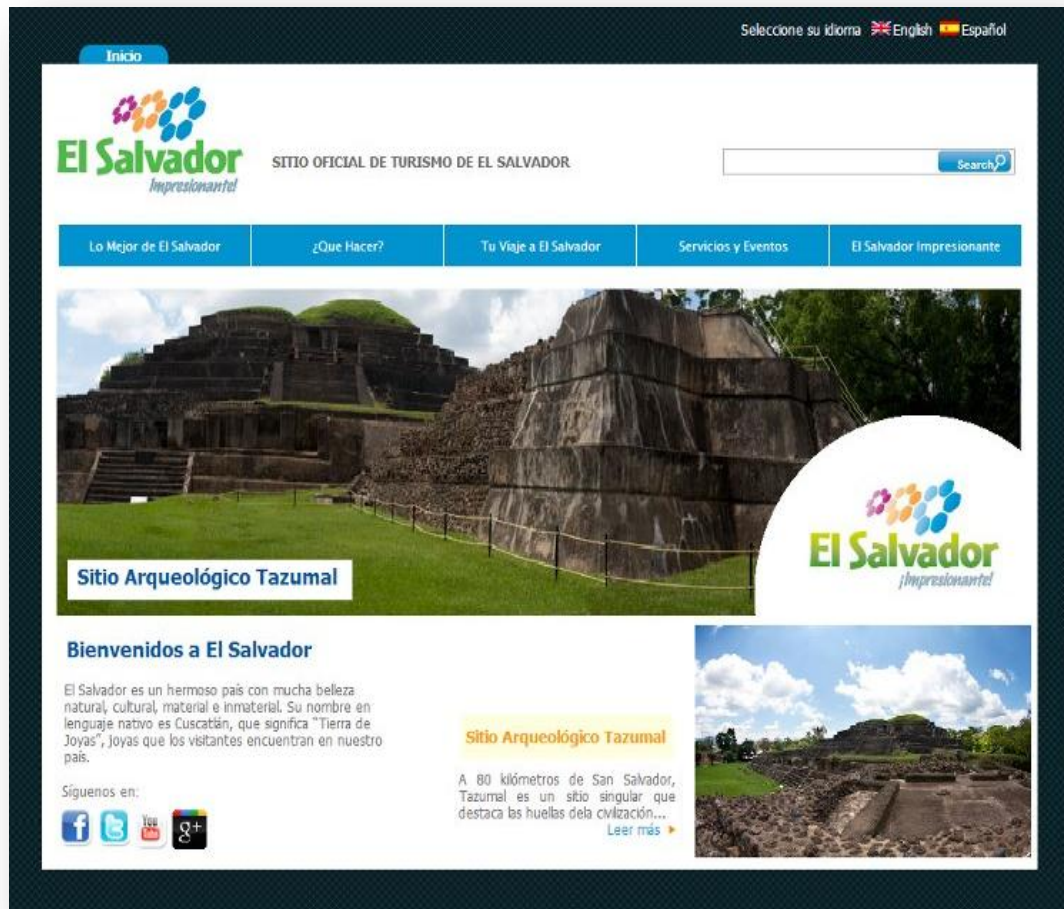 Seleccione su idioma English Español
Inicio
El Salvador
Impresionante!
SITIO OFICIAL DE TURISMO DE EL SALVADOR
Search
Lo Mejor de El Salvador
¿Que Hacer?
Tu Viaje a El Salvador
Servicios y Eventos
El Salvador Impresionante
Sitio Arqueológico Tazumal
El Salvador
¡Impresionante!
Bienvenidos a El Salvador
El Salvador es un hermoso país con mucha belleza
natural, cultural, material e inmaterial. Su nombre en
lenguaje nativo es Cuscatlán, que significa "Tierra de
Joyas", joyas que los visitantes encuentran en nuestro
país.
Síguenos en:
f
t
You
Tube
g+
Sitio Arqueológico Tazumal
A 80 kilómetros de San Salvador,
Tazumal es un sitio singular que
destaca las huellas dela civilización...
Leer más